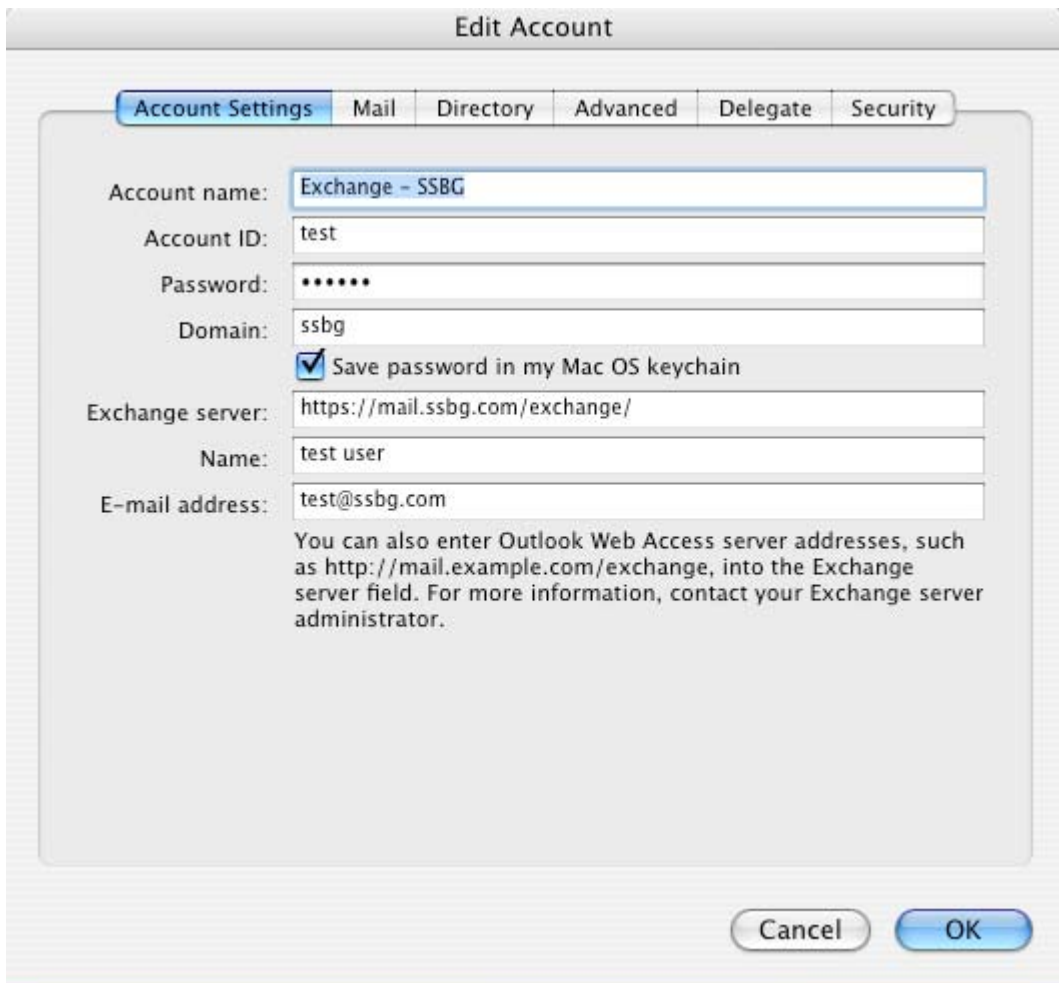 Edit Account
Account Settings Mail Directory Advanced Delegate Security
Account name: Exchange – SSBG
Account ID: test
Password: ••••••
Domain: ssbg
Save password in my Mac OS keychain
Exchange server: https://mail.ssbg.com/exchange/
Name: test user
E-mail address: test@ssbg.com
You can also enter Outlook Web Access server addresses, such
as http://mail.example.com/exchange, into the Exchange
server field. For more information, contact your Exchange server
administrator.
Cancel OK